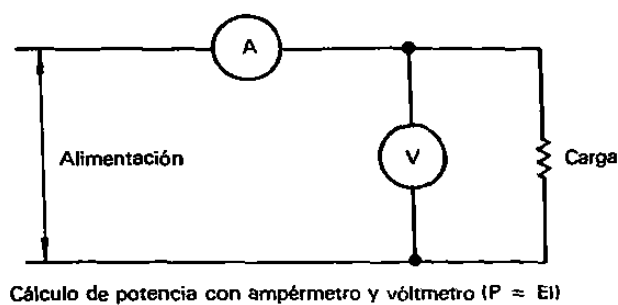 A
Alimentación
V
Carga
Cálculo de potencia con ampérmetro y vóltmetro (P = EI)